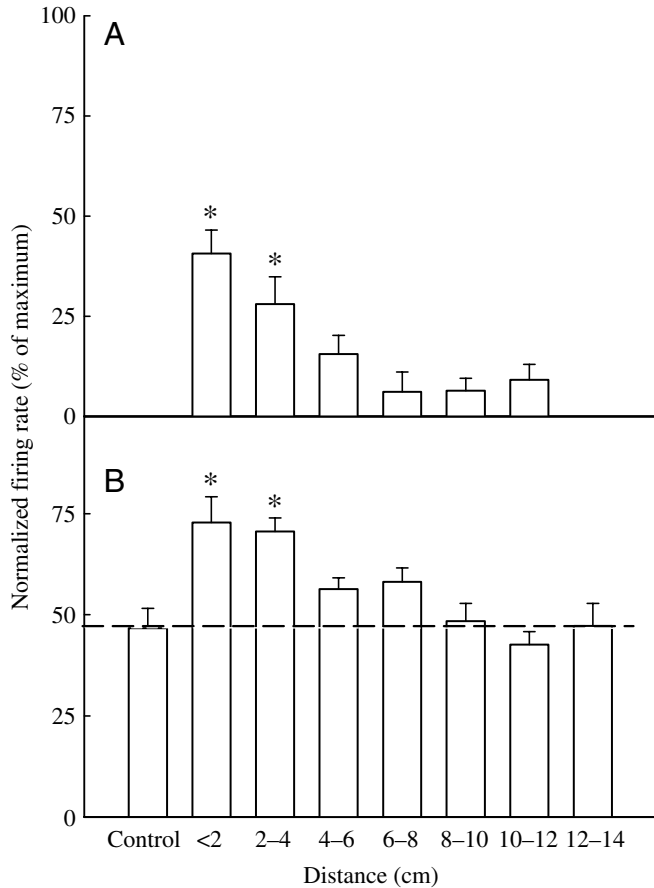 100
A
75
*
50
*
25
0
B
*
*
75
50
25
0
Control <2 2–4 4–6 6–8 8–10 10–12 12–14
Distance (cm)
Normalized firing rate (% of maximum)